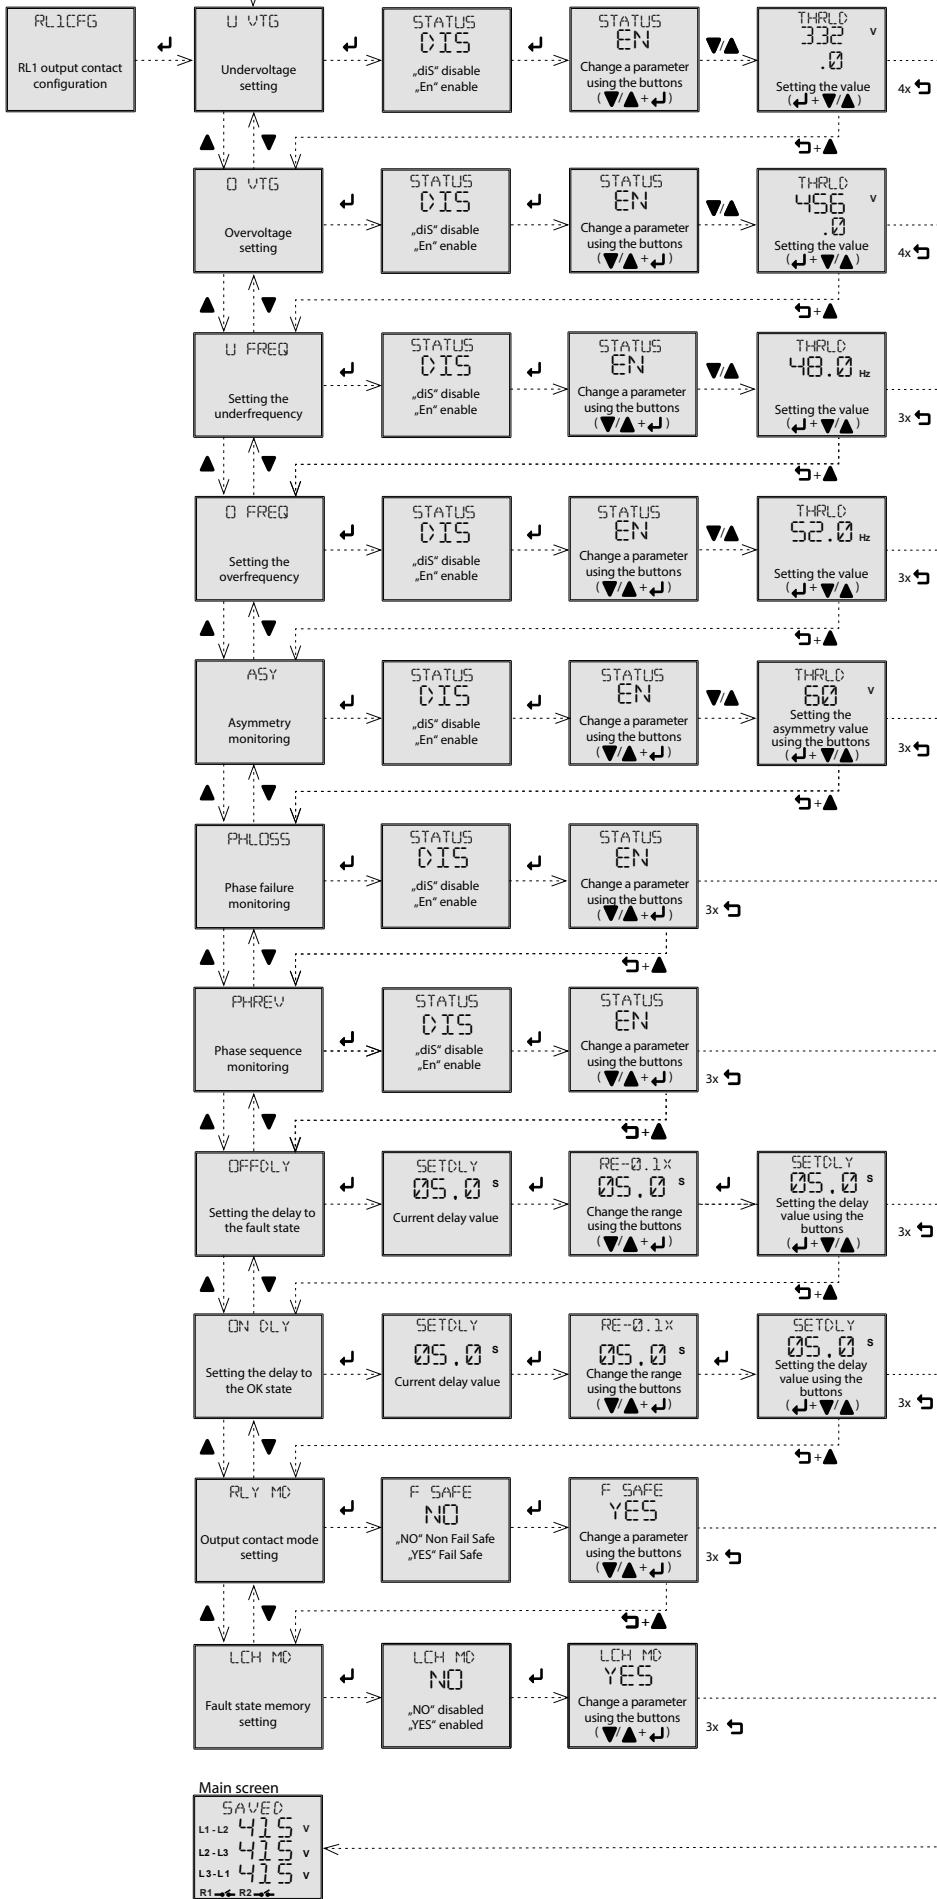 RL1CFG
RL1 output contact
configuration
U VTG
Undervoltage
setting
STATUS
DIS
„diS“ disable
„En“ enable
STATUS
EN
Change a parameter
using the buttons
(▼/▲ + ↵)
▼/▲
THRLD
332 V
.0
Setting the value
(↵ + ▼/▲)
4x
+▲
O VTG
Overvoltage
setting
STATUS
DIS
„diS“ disable
„En“ enable
STATUS
EN
Change a parameter
using the buttons
(▼/▲ + ↵)
▼/▲
THRLD
456 V
.0
Setting the value
(↵ + ▼/▲)
4x
+▲
U FREQ
Setting the
underfrequency
STATUS
DIS
„diS“ disable
„En“ enable
STATUS
EN
Change a parameter
using the buttons
(▼/▲ + ↵)
▼/▲
THRLD
48.0 Hz
Setting the value
(↵ + ▼/▲)
3x
+▲
O FREQ
Setting the
overfrequency
STATUS
DIS
„diS“ disable
„En“ enable
STATUS
EN
Change a parameter
using the buttons
(▼/▲ + ↵)
▼/▲
THRLD
52.0 Hz
Setting the value
(↵ + ▼/▲)
3x
+▲
ASY
Asymmetry
monitoring
STATUS
DIS
„diS“ disable
„En“ enable
STATUS
EN
Change a parameter
using the buttons
(▼/▲ + ↵)
▼/▲
THRLD
60 V
Setting the
asymmetry value
using the buttons
(↵ + ▼/▲)
3x
+▲
PHLOSS
Phase failure
monitoring
STATUS
DIS
„diS“ disable
„En“ enable
STATUS
EN
Change a parameter
using the buttons
(▼/▲ + ↵)
3x
+▲
PHREV
Phase sequence
monitoring
STATUS
DIS
„diS“ disable
„En“ enable
STATUS
EN
Change a parameter
using the buttons
(▼/▲ + ↵)
3x
+▲
OFFDLY
Setting the delay to
the fault state
SETDLY
05.0 s
Current delay value
RE-0.1X
05.0 s
Change the range
using the buttons
(▼/▲ + ↵)
SETDLY
05.0 s
Setting the delay
value using the
buttons
(↵ + ▼/▲)
3x
+▲
ON DLY
Setting the delay to
the OK state
SETDLY
05.0 s
Current delay value
RE-0.1X
05.0 s
Change the range
using the buttons
(▼/▲ + ↵)
SETDLY
05.0 s
Setting the delay
value using the
buttons
(↵ + ▼/▲)
3x
+▲
RLY MD
Output contact mode
setting
F SAFE
NO
„NO“ Non Fail Safe
„YES“ Fail Safe
F SAFE
YES
Change a parameter
using the buttons
(▼/▲ + ↵)
3x
+▲
LCH MD
Fault state memory
setting
LCH MD
NO
„NO“ disabled
„YES“ enabled
LCH MD
YES
Change a parameter
using the buttons
(▼/▲ + ↵)
3x
Main screen
SAVED
L1-L2 415 V
L2-L3 415 V
L3-L1 415 V
R1 R2